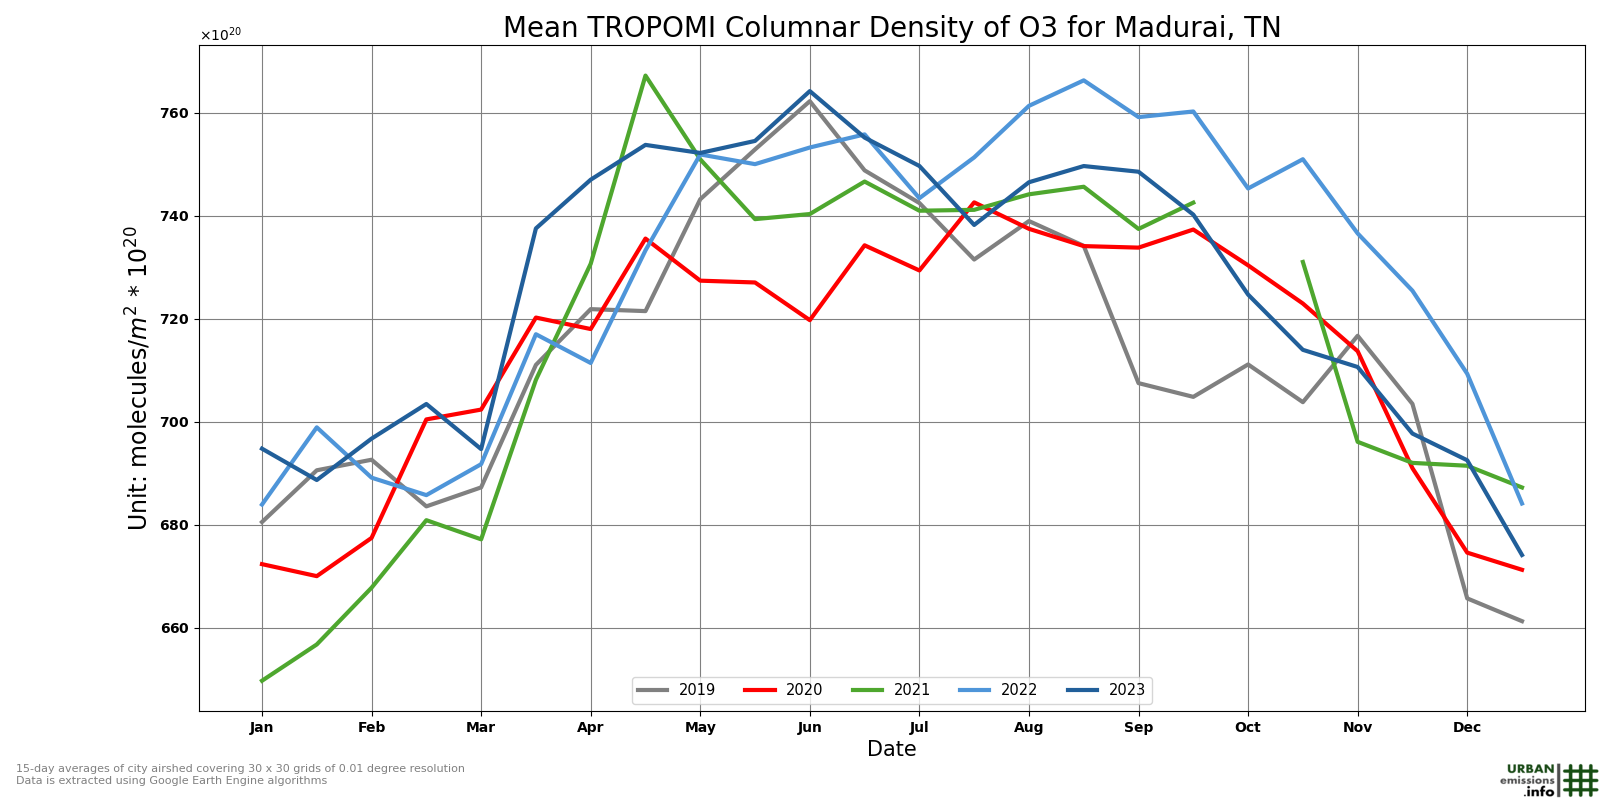 Mean TROPOMI Columnar Density of O3 for Madurai, TN
×10²⁰
760
740
720
700
680
660
Unit: molecules/m² * 10²⁰
2019 2020 2021 2022 2023
Jan Feb Mar Apr May Jun Jul Aug Sep Oct Nov Dec
Date
15-day averages of city airshed covering 30 x 30 grids of 0.01 degree resolution
Data is extracted using Google Earth Engine algorithms
URBAN
emissions
.info